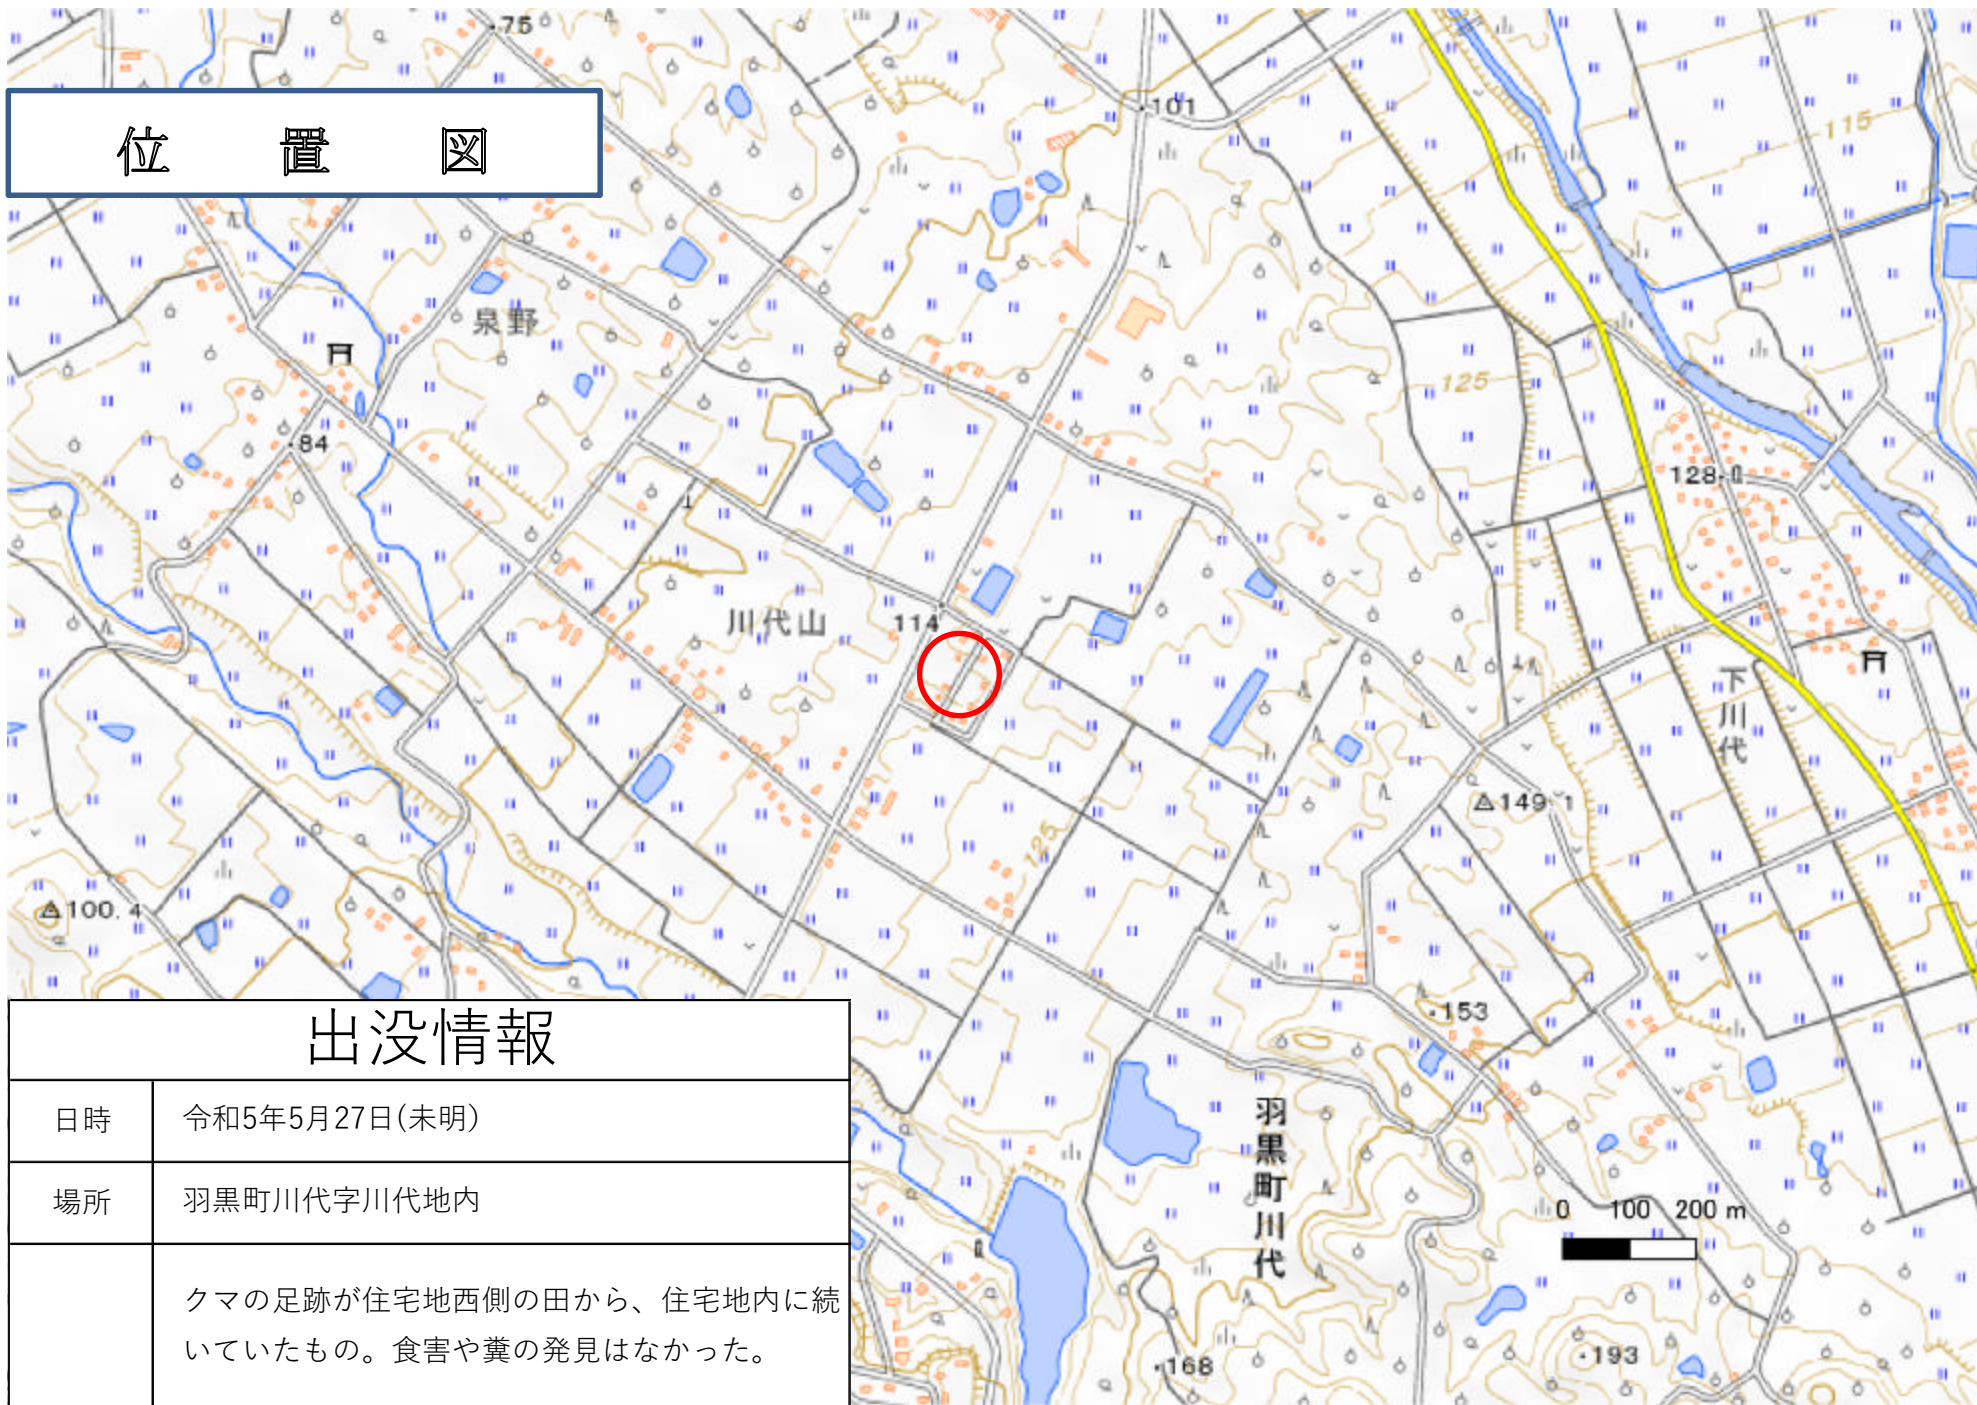 位置図
75
101
115
泉野
125
84
128
川代山
114
下川代
149.1
125
100.4
153
羽黒町川代
0 100 200 m
168
193
出没情報
日時 令和5年5月27日(未明)
場所 羽黒町川代字川代地内
クマの足跡が住宅地西側の田から、住宅地内に続
いていたもの。食害や糞の発見はなかった。